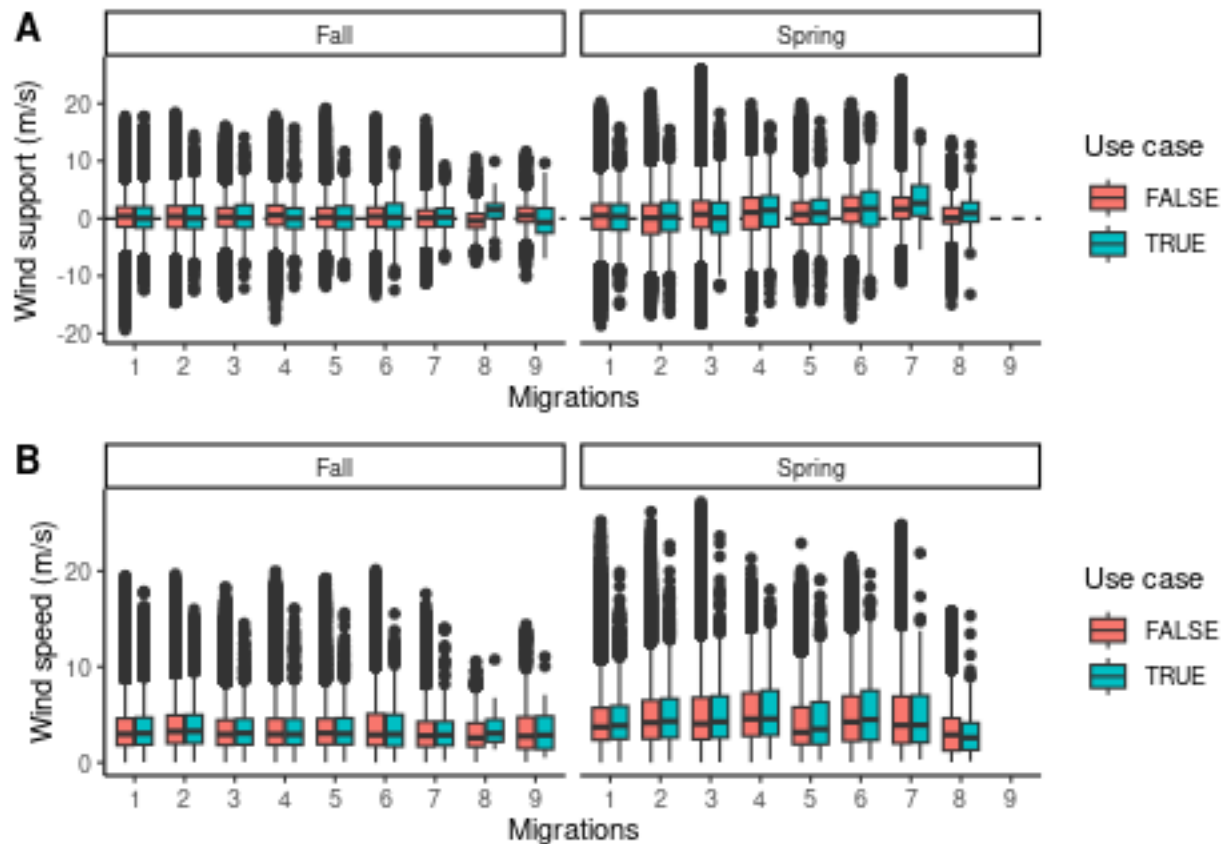 A
Fall Spring
Wind support (m/s)
20
10
0
-10
-20
1 2 3 4 5 6 7 8 9 1 2 3 4 5 6 7 8 9
Migrations
Use case
FALSE
TRUE
B
Fall Spring
Wind speed (m/s)
20
10
0
1 2 3 4 5 6 7 8 9 1 2 3 4 5 6 7 8 9
Migrations
Use case
FALSE
TRUE